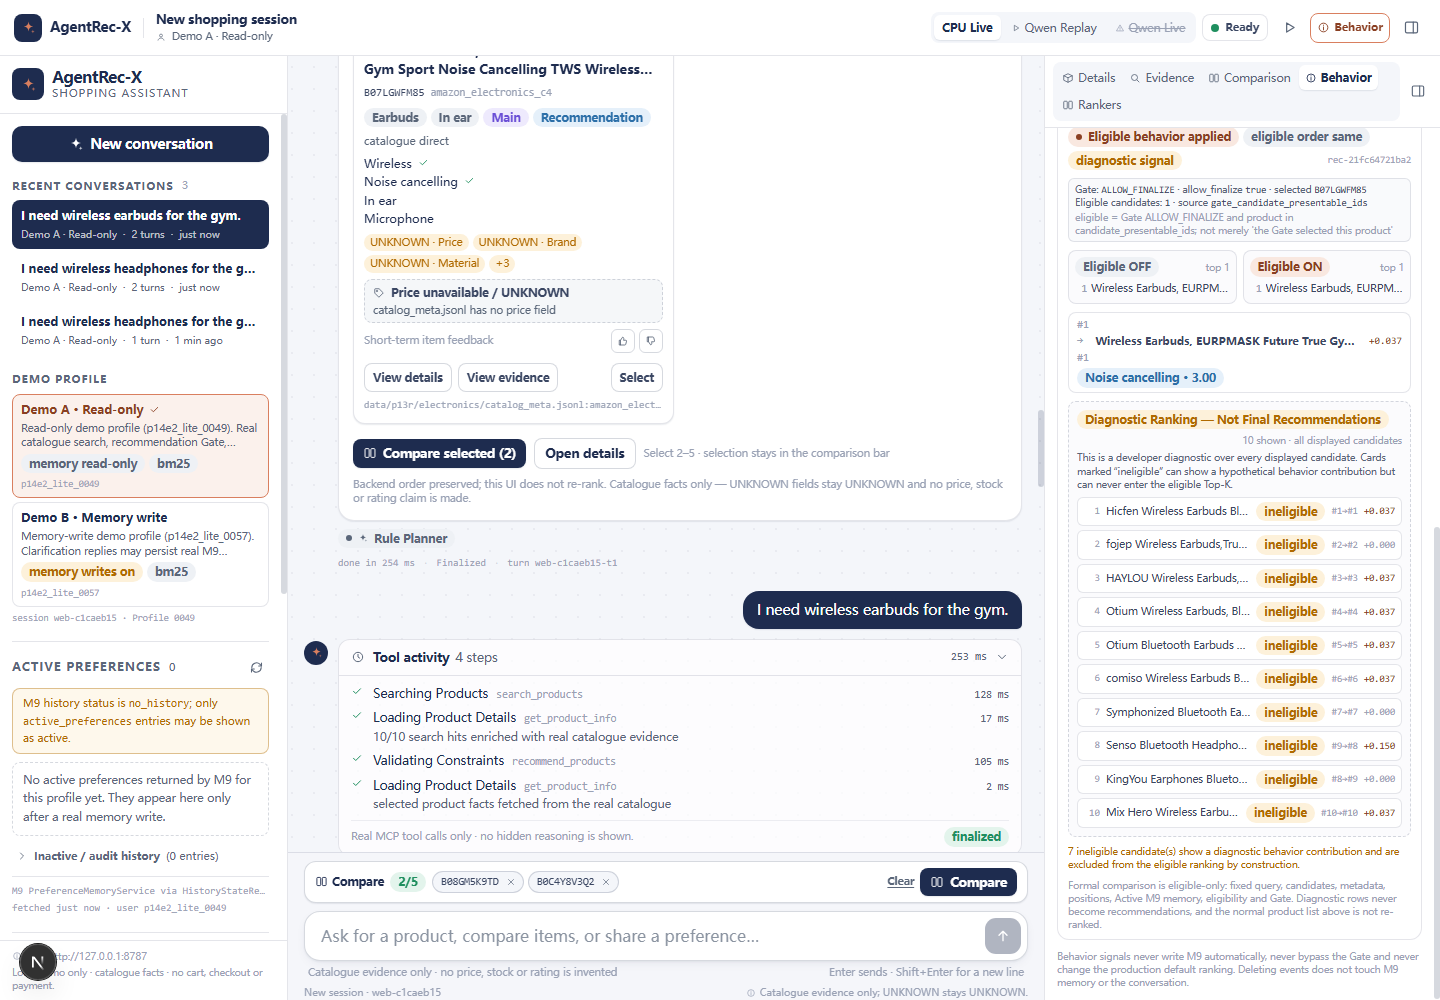 AgentRec-X
New shopping session
Demo A · Read-only
CPU Live
Qwen Replay
Qwen Live
Ready
Behavior
AgentRec-X
SHOPPING ASSISTANT
New conversation
RECENT CONVERSATIONS 3
I need wireless earbuds for the gym.
Demo A · Read-only · 2 turns · just now
I need wireless headphones for the g...
Demo A · Read-only · 2 turns · just now
I need wireless headphones for the g...
Demo A · Read-only · 1 turn · 1 min ago
DEMO PROFILE
Demo A • Read-only
Read-only demo profile (p14e2_lite_0049). Real
catalogue search, recommendation Gate,...
memory read-only bm25
p14e2_lite_0049
Demo B • Memory write
Memory-write demo profile (p14e2_lite_0057).
Clarification replies may persist real M9...
memory writes on bm25
p14e2_lite_0057
session web-c1caeb15 · Profile 0049
ACTIVE PREFERENCES 0
M9 history status is no_history; only
active_preferences entries may be shown
as active.
No active preferences returned by M9 for
this profile yet. They appear here only
after a real memory write.
Inactive / audit history (0 entries)
M9 PreferenceMemoryService via HistoryStateRe...
fetched just now · user p14e2_lite_0049
ttp://127.0.0.1:8787
no only · catalogue facts · no cart, checkout or
payment.
N
Gym Sport Noise Cancelling TWS Wireless...
B07LGWFM85 amazon_electronics_c4
Earbuds In ear Main Recommendation
catalogue direct
Wireless
Noise cancelling
In ear
Microphone
UNKNOWN · Price UNKNOWN · Brand
UNKNOWN · Material +3
Price unavailable / UNKNOWN
catalog_meta.jsonl has no price field
Short-term item feedback
View details View evidence Select
data/p13r/electronics/catalog_meta.jsonl:amazon_elect...
Compare selected (2) Open details Select 2–5 · selection stays in the comparison bar
Backend order preserved; this UI does not re-rank. Catalogue facts only — UNKNOWN fields stay UNKNOWN and no price, stock
or rating claim is made.
Rule Planner
done in 254 ms · Finalized · turn web-c1caeb15-t1
I need wireless earbuds for the gym.
Tool activity 4 steps 253 ms
Searching Products search_products 128 ms
Loading Product Details get_product_info 17 ms
10/10 search hits enriched with real catalogue evidence
Validating Constraints recommend_products 105 ms
Loading Product Details get_product_info 2 ms
selected product facts fetched from the real catalogue
Real MCP tool calls only · no hidden reasoning is shown. finalized
Compare 2/5 B08GM5K9TD × B0C4Y8V3Q2 × Clear Compare
Ask for a product, compare items, or share a preference...
Catalogue evidence only · no price, stock or rating is invented Enter sends · Shift+Enter for a new line
New session · web-c1caeb15 Catalogue evidence only; UNKNOWN stays UNKNOWN.
Details Evidence Comparison Behavior
Rankers
Eligible behavior applied eligible order same
diagnostic signal rec-21fc64721ba2
Gate: ALLOW_FINALIZE · allow_finalize true · selected B07LGWFM85
Eligible candidates: 1 · source gate_candidate_presentable_ids
eligible = Gate ALLOW_FINALIZE and product in
candidate_presentable_ids; not merely 'the Gate selected this product'
Eligible OFF top 1
1 Wireless Earbuds, EURPM...
Eligible ON top 1
1 Wireless Earbuds, EURPM...
#1
→ Wireless Earbuds, EURPMASK Future True Gy... +0.037
#1
Noise cancelling • 3.00
Diagnostic Ranking — Not Final Recommendations
10 shown · all displayed candidates
This is a developer diagnostic over every displayed candidate. Cards
marked “ineligible” can show a hypothetical behavior contribution but
can never enter the eligible Top-K.
1 Hicfen Wireless Earbuds Bl... ineligible #1→#1 +0.037
2 fojep Wireless Earbuds,Tru... ineligible #2→#2 +0.000
3 HAYLOU Wireless Earbuds,... ineligible #3→#3 +0.037
4 Otium Wireless Earbuds, Bl... ineligible #4→#4 +0.037
5 Otium Bluetooth Earbuds ... ineligible #5→#5 +0.037
6 comiso Wireless Earbuds B... ineligible #6→#6 +0.037
7 Symphonized Bluetooth Ea... ineligible #7→#7 +0.000
8 Senso Bluetooth Headpho... ineligible #9→#8 +0.150
9 KingYou Earphones Blueto... ineligible #8→#9 +0.000
10 Mix Hero Wireless Earbu... ineligible #10→#10 +0.037
7 ineligible candidate(s) show a diagnostic behavior contribution and are
excluded from the eligible ranking by construction.
Formal comparison is eligible-only: fixed query, candidates, metadata,
positions, Active M9 memory, eligibility and Gate. Diagnostic rows never
become recommendations, and the normal product list above is not re-
ranked.
Behavior signals never write M9 automatically, never bypass the Gate and never
change the production default ranking. Deleting events does not touch M9
memory or the conversation.